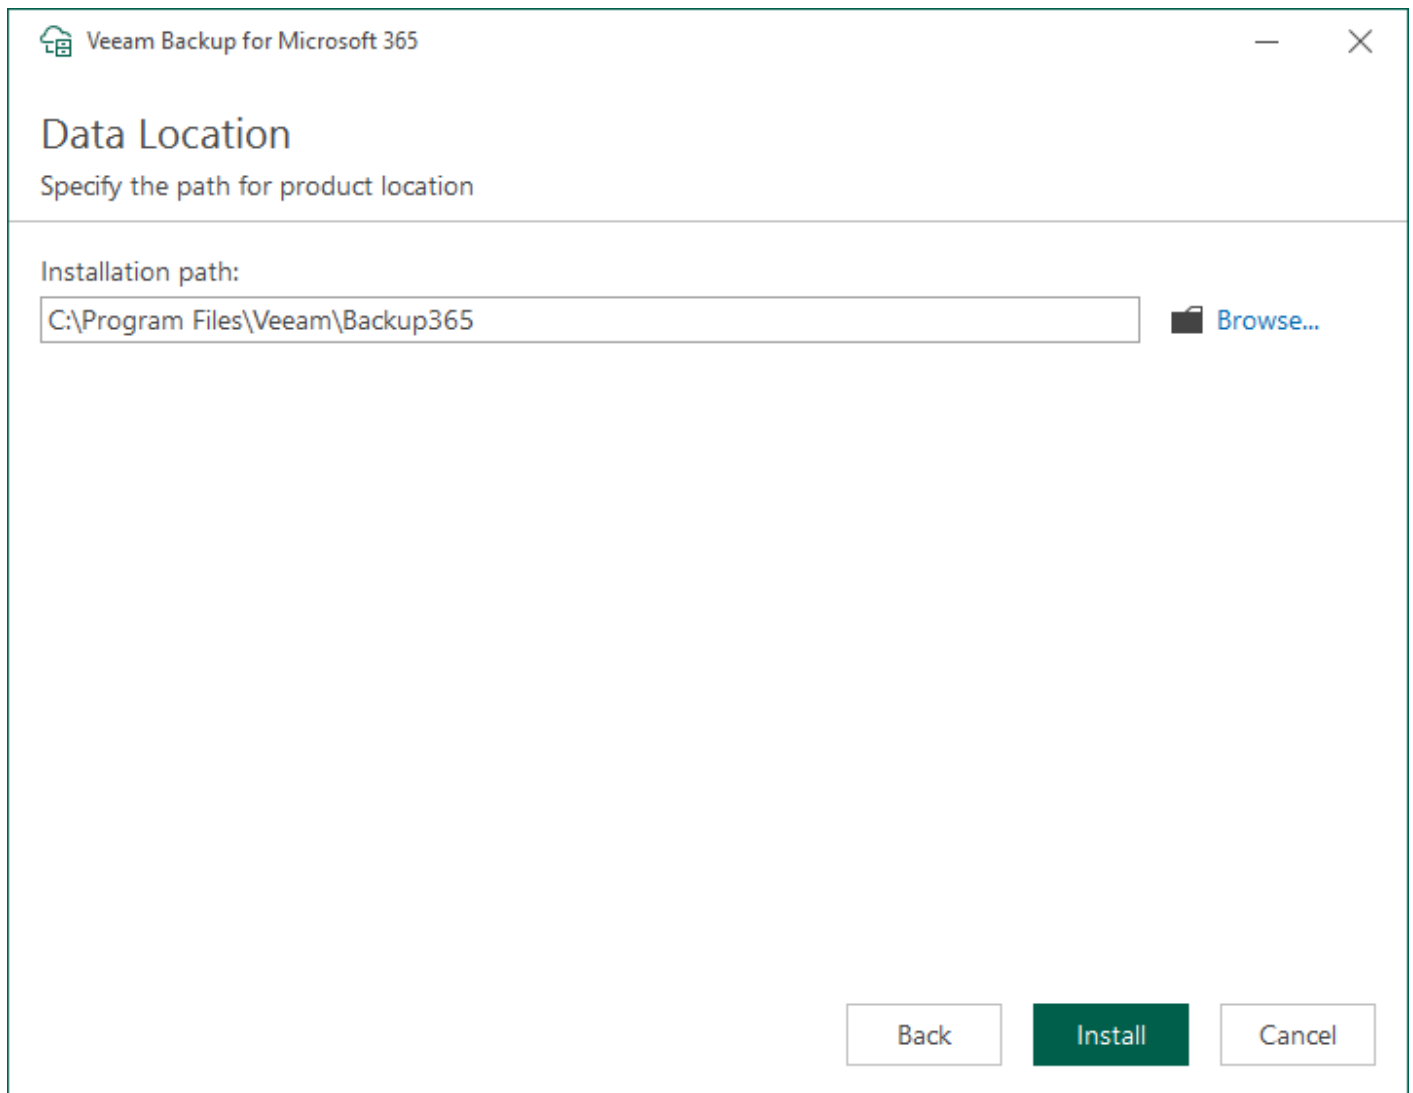 Veeam Backup for Microsoft 365
Data Location
Specify the path for product location
Installation path:
C:\Program Files\Veeam\Backup365
Browse...
Back
Install
Cancel